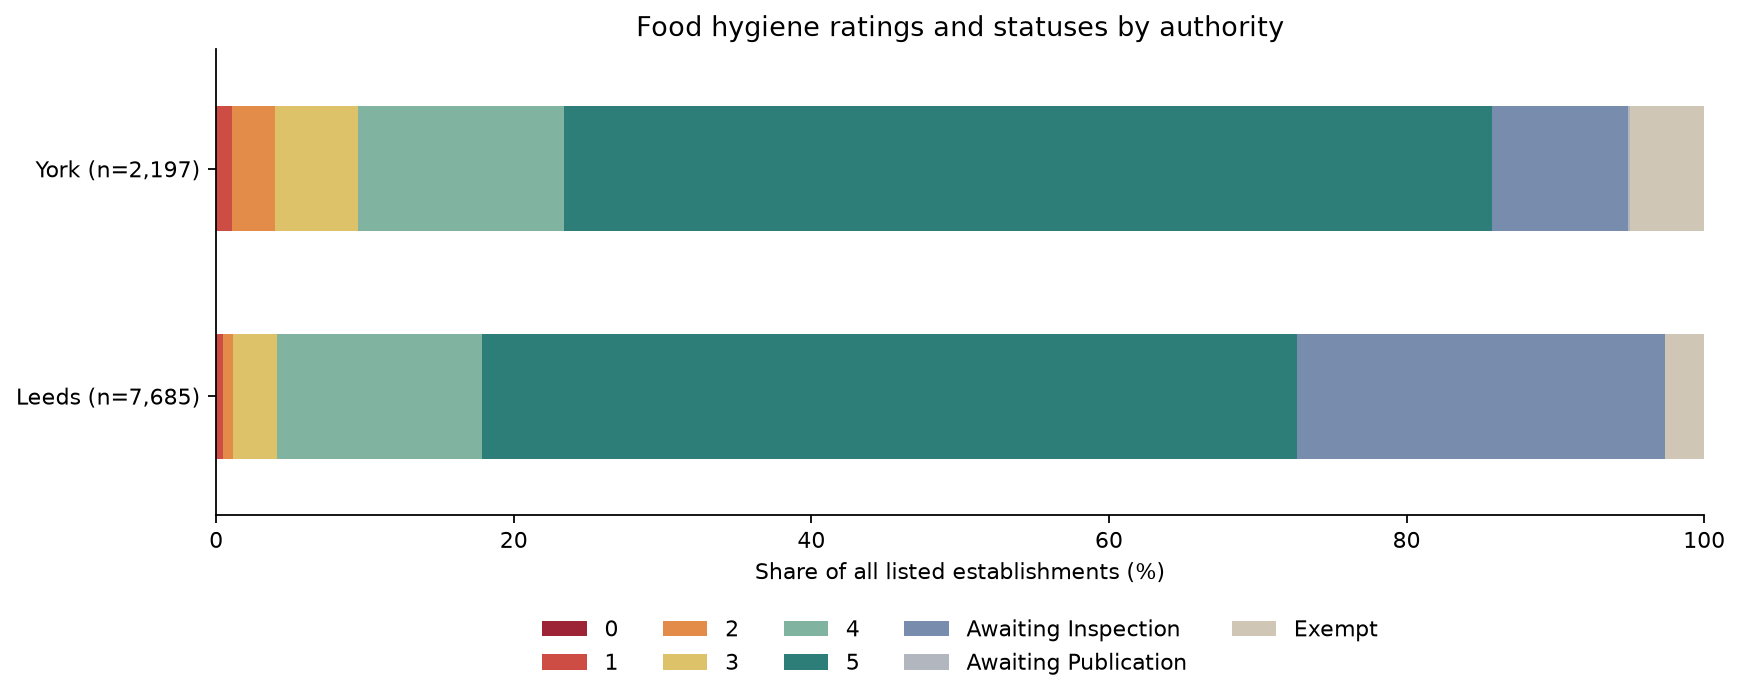 Food hygiene ratings and statuses by authority
York (n=2,197)
Leeds (n=7,685)
0 20 40 60 80 100
Share of all listed establishments (%)
0 2 4 Awaiting Inspection Exempt
1 3 5 Awaiting Publication